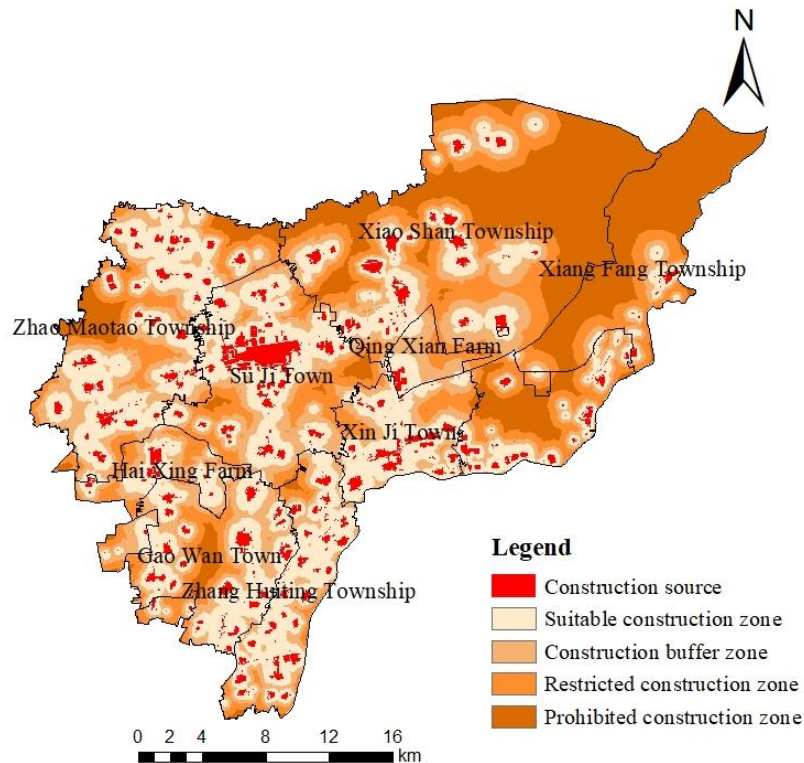 N
Xiao Shan Township
Xiang Fang Township
Zhao Maotao Township
Qing Xian Farm
Su Ji Town
Xin Ji Town
Hai Xing Farm
Gao Wan Town
Zhang Huiting Township
Legend
Construction source
Suitable construction zone
Construction buffer zone
Restricted construction zone
Prohibited construction zone
0 2 4 8 12 16
km